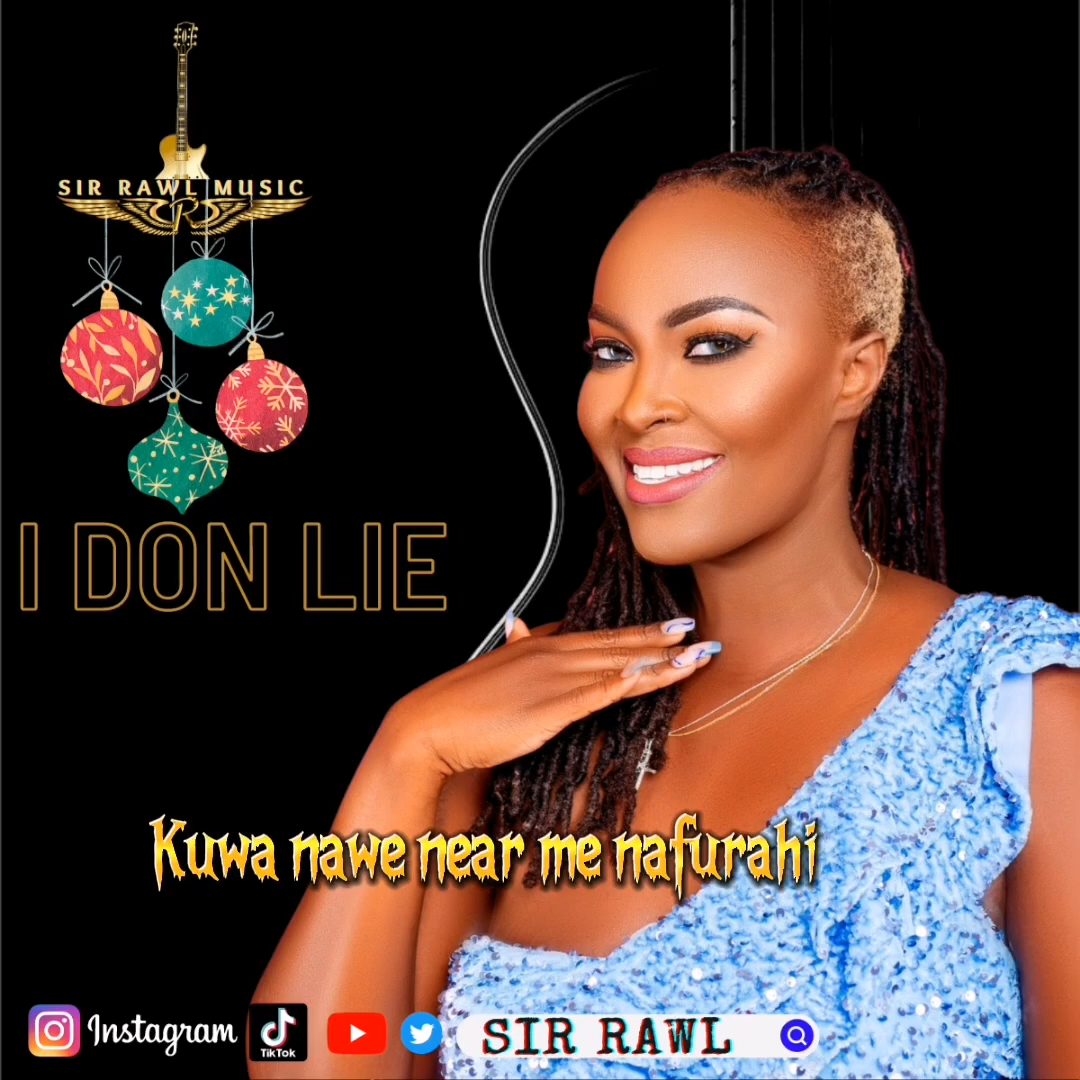 SIR RAWL MUSIC
R
I DON LIE
Kuwa nawe near me nafurahi
Instagram
TikTok
SIR RAWL